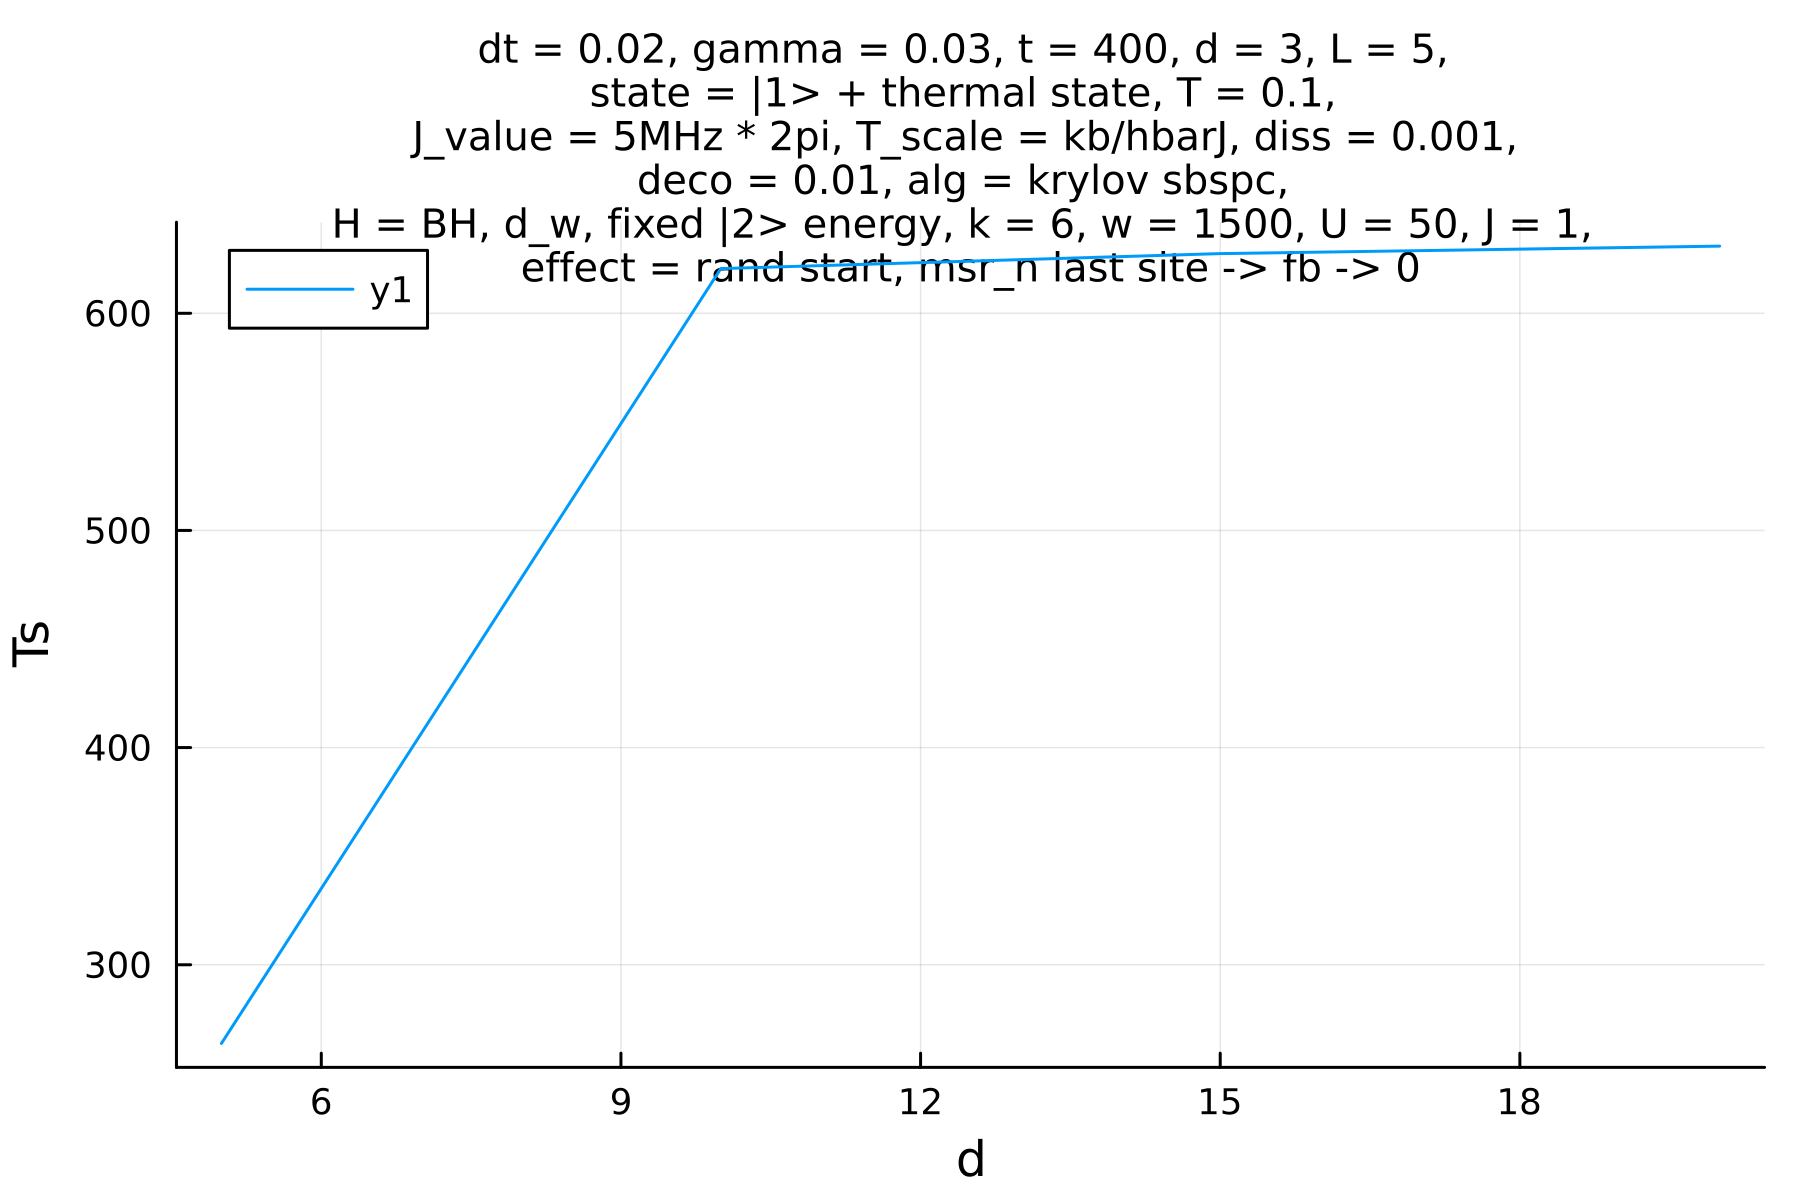 dt = 0.02, gamma = 0.03, t = 400, d = 3, L = 5,
state = |1> + thermal state, T = 0.1,
J_value = 5MHz * 2pi, T_scale = kb/hbarJ, diss = 0.001,
deco = 0.01, alg = krylov sbspc,
H = BH, d_w, fixed |2> energy, k = 6, w = 1500, U = 50, J = 1,
effect = rand start, msr_n last site -> fb -> 0
y1
600
500
400
300
Ts
6 9 12 15 18
d